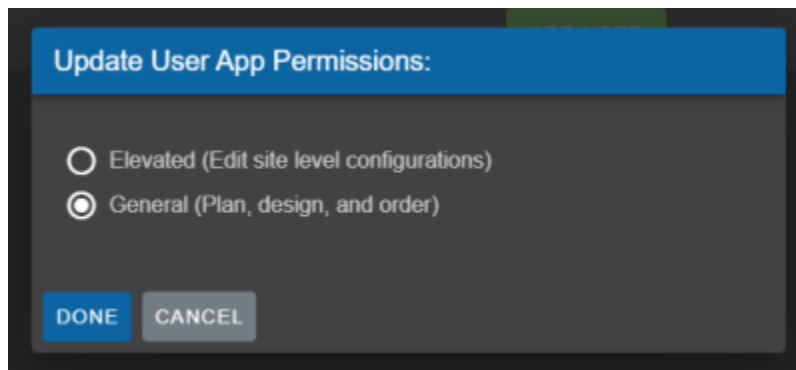 Update User App Permissions:
Elevated (Edit site level configurations)
General (Plan, design, and order)
DONE CANCEL